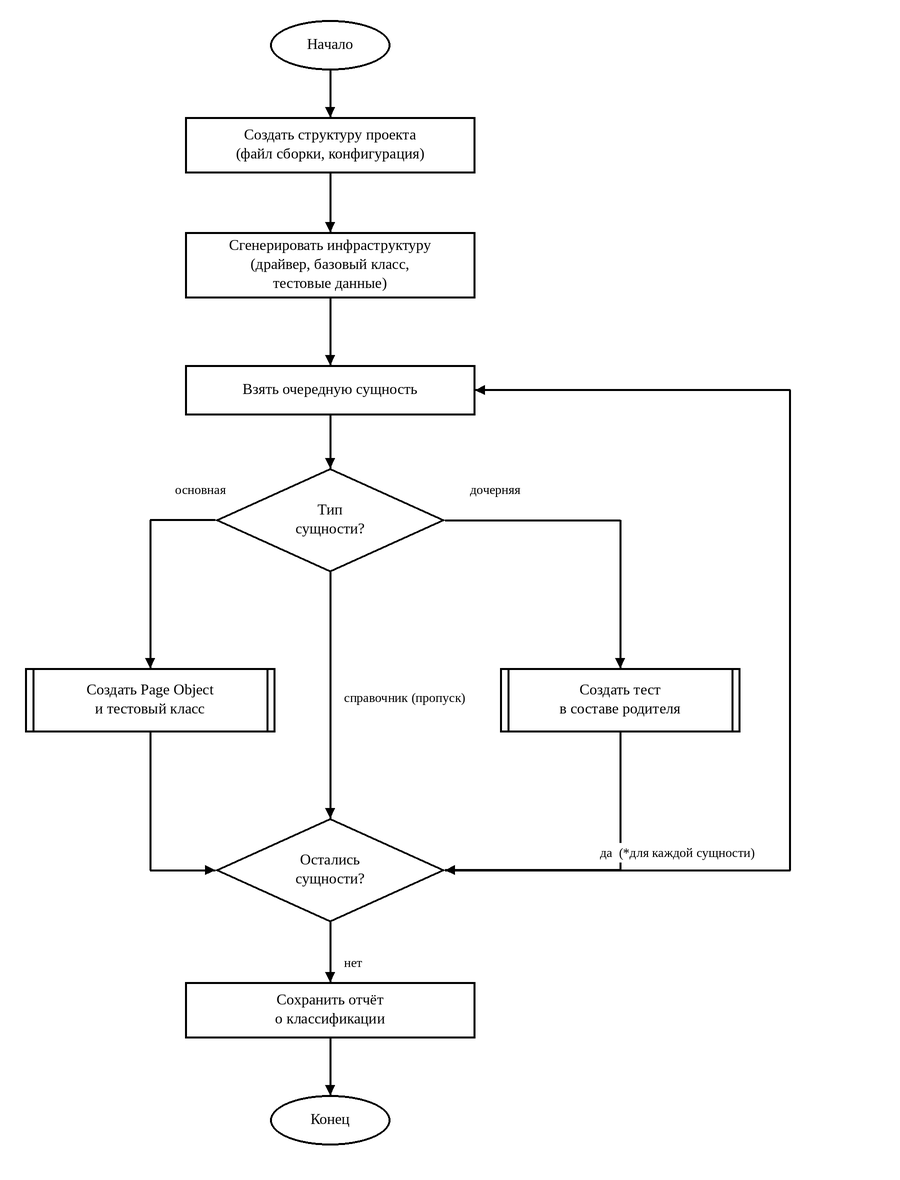 Начало
Создать структуру проекта
(файл сборки, конфигурация)
Сгенерировать инфраструктуру
(драйвер, базовый класс,
тестовые данные)
Взять очередную сущность
основная
Тип
сущности?
дочерняя
Создать Page Object
и тестовый класс
справочник (пропуск)
Создать тест
в составе родителя
Остались
сущности?
да (*для каждой сущности)
нет
Сохранить отчёт
о классификации
Конец